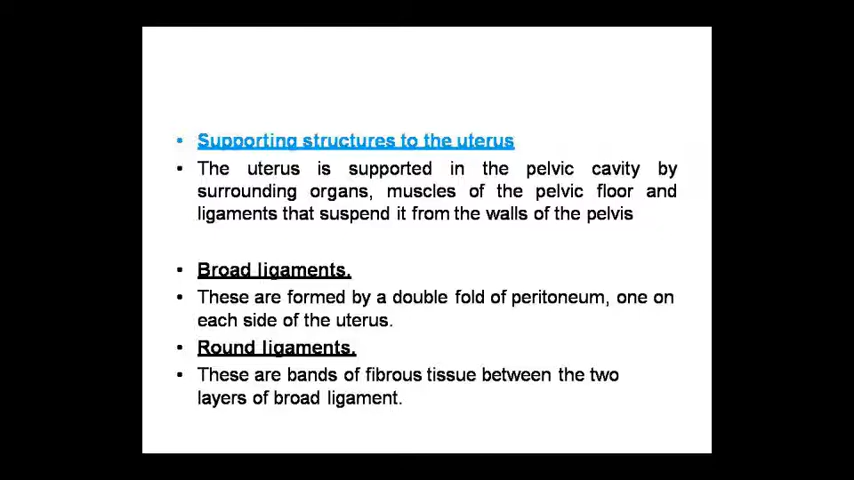 • Supporting structures to the uterus
• The uterus is supported in the pelvic cavity by
surrounding organs, muscles of the pelvic floor and
ligaments that suspend it from the walls of the pelvis
• Broad ligaments.
• These are formed by a double fold of peritoneum, one on
each side of the uterus.
• Round ligaments.
• These are bands of fibrous tissue between the two
layers of broad ligament.